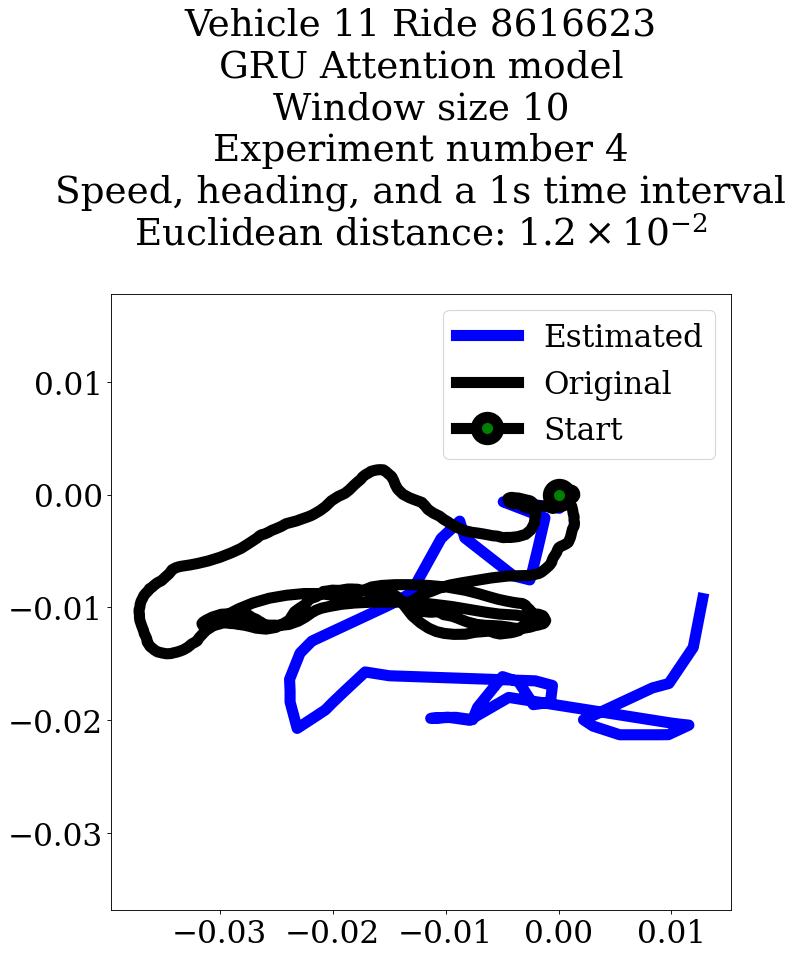 Vehicle 11 Ride 8616623
GRU Attention model
Window size 10
Experiment number 4
Speed, heading, and a 1s time interval
Euclidean distance: 1.2 × 10⁻²
Estimated
Original
Start
0.01
0.00
−0.01
−0.02
−0.03
−0.03 −0.02 −0.01 0.00 0.01